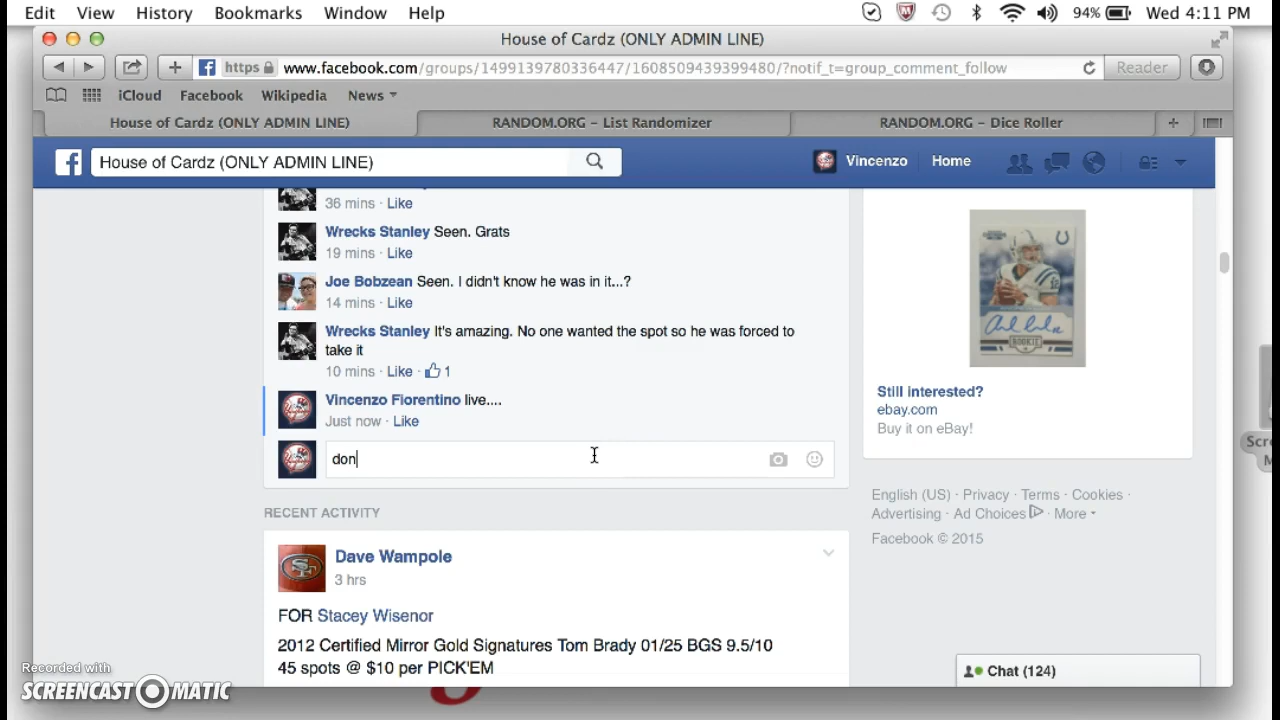 Edit View History Bookmarks Window Help 94% Wed 4:11 PM
House of Cardz (ONLY ADMIN LINE)
https www.facebook.com/groups/1499139780336447/1608509439399480/?notif_t=group_comment_follow Reader
iCloud Facebook Wikipedia News
House of Cardz (ONLY ADMIN LINE) RANDOM.ORG – List Randomizer RANDOM.ORG – Dice Roller
House of Cardz (ONLY ADMIN LINE) Vincenzo Home
36 mins · Like
Wrecks Stanley Seen. Grats
19 mins · Like
Joe Bobzean Seen. I didn't know he was in it...?
14 mins · Like
Wrecks Stanley It's amazing. No one wanted the spot so he was forced to
take it
10 mins · Like · 1
Vincenzo Fiorentino live....
Just now · Like
don
RECENT ACTIVITY
Dave Wampole
3 hrs
FOR Stacey Wisenor
2012 Certified Mirror Gold Signatures Tom Brady 01/25 BGS 9.5/10
45 spots @ $10 per PICK'EM
ROOKIE
Still interested?
ebay.com
Buy it on eBay!
English (US) · Privacy · Terms · Cookies ·
Advertising · Ad Choices · More
Facebook © 2015
Chat (124)
Scre
M
Recorded with
SCREENCAST-O-MATIC